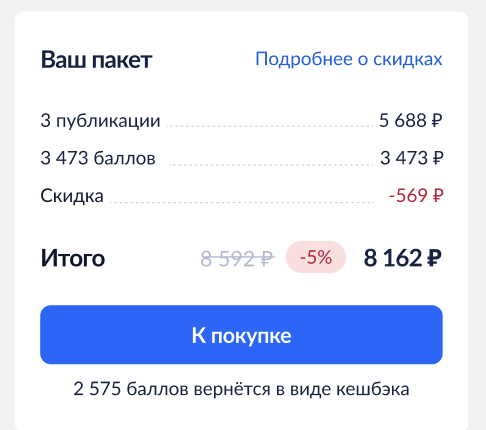 Ваш пакет Подробнее о скидках
3 публикации 5 688 ₽
3 473 баллов 3 473 ₽
Скидка -569 ₽
Итого 8 592 ₽ -5% 8 162 ₽
К покупке
2 575 баллов вернётся в виде кешбэка